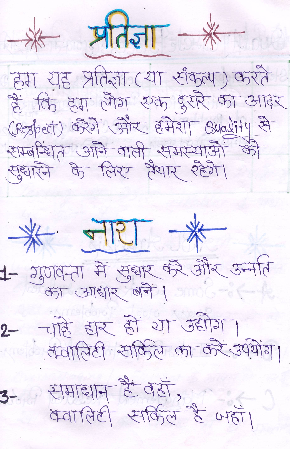 प्रतिज्ञा
हम यह प्रतिज्ञा (या संकल्प) करते
है कि हम लोग एक दुसरे का आदर
(Respect) करेंगे और हमेशा Quality से
सम्बन्धित आने वाली समस्याओं को
सुधारने के लिए तैयार रहेगे।
नारा
1- गुणवत्ता मे सुधार करे और उन्नति
का आधार बने।
2- चाहे हार हो या उद्योग।
क्वालिटी सर्किल का करे उपयोग।
3- समाधान है वहाँ,
क्वालिटी सर्किल है जहाँ।